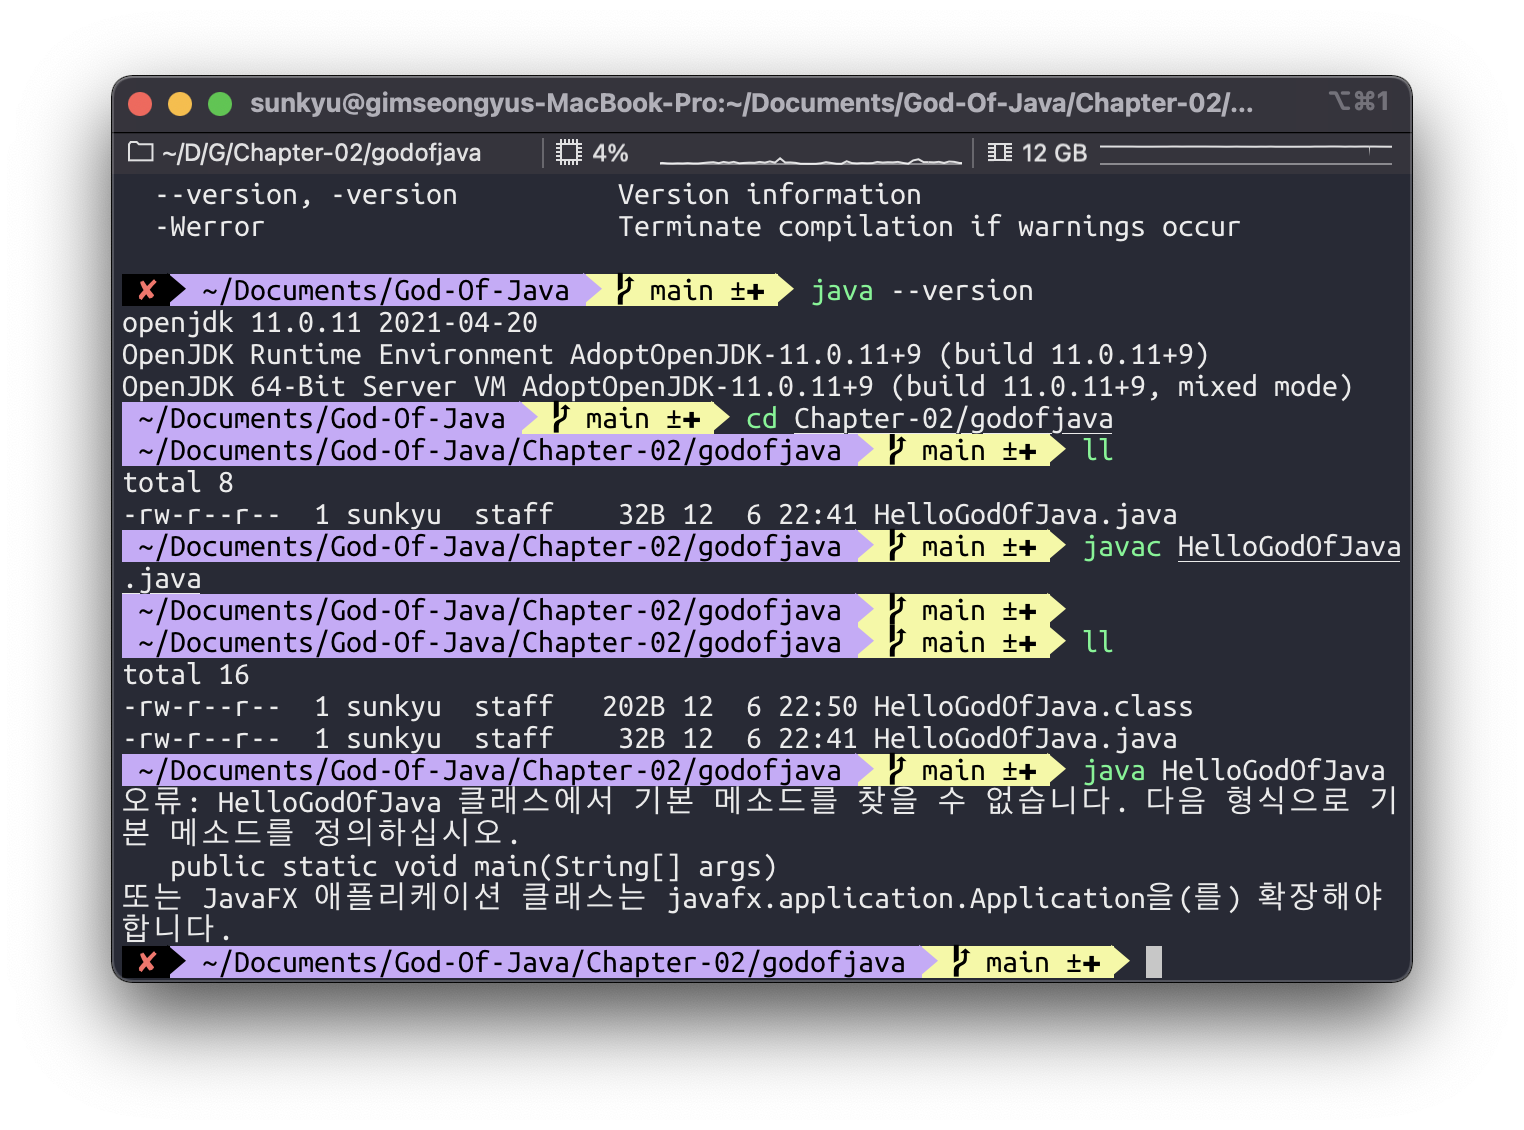 sunkyu@gimseongyus-MacBook-Pro:~/Documents/God-Of-Java/Chapter-02/... ⌥⌘1
~/D/G/Chapter-02/godofjava 4% 12 GB
--version, -version Version information
-Werror Terminate compilation if warnings occur
✘ ~/Documents/God-Of-Java main ±✚ java --version
openjdk 11.0.11 2021-04-20
OpenJDK Runtime Environment AdoptOpenJDK-11.0.11+9 (build 11.0.11+9)
OpenJDK 64-Bit Server VM AdoptOpenJDK-11.0.11+9 (build 11.0.11+9, mixed mode)
~/Documents/God-Of-Java main ±✚ cd Chapter-02/godofjava
~/Documents/God-Of-Java/Chapter-02/godofjava main ±✚ ll
total 8
-rw-r--r-- 1 sunkyu staff 32B 12 6 22:41 HelloGodOfJava.java
~/Documents/God-Of-Java/Chapter-02/godofjava main ±✚ javac HelloGodOfJava
.java
~/Documents/God-Of-Java/Chapter-02/godofjava main ±✚
~/Documents/God-Of-Java/Chapter-02/godofjava main ±✚ ll
total 16
-rw-r--r-- 1 sunkyu staff 202B 12 6 22:50 HelloGodOfJava.class
-rw-r--r-- 1 sunkyu staff 32B 12 6 22:41 HelloGodOfJava.java
~/Documents/God-Of-Java/Chapter-02/godofjava main ±✚ java HelloGodOfJava
오류: HelloGodOfJava 클래스에서 기본 메소드를 찾을 수 없습니다. 다음 형식으로 기
본 메소드를 정의하십시오.
public static void main(String[] args)
또는 JavaFX 애플리케이션 클래스는 javafx.application.Application을(를) 확장해야
합니다.
✘ ~/Documents/God-Of-Java/Chapter-02/godofjava main ±✚